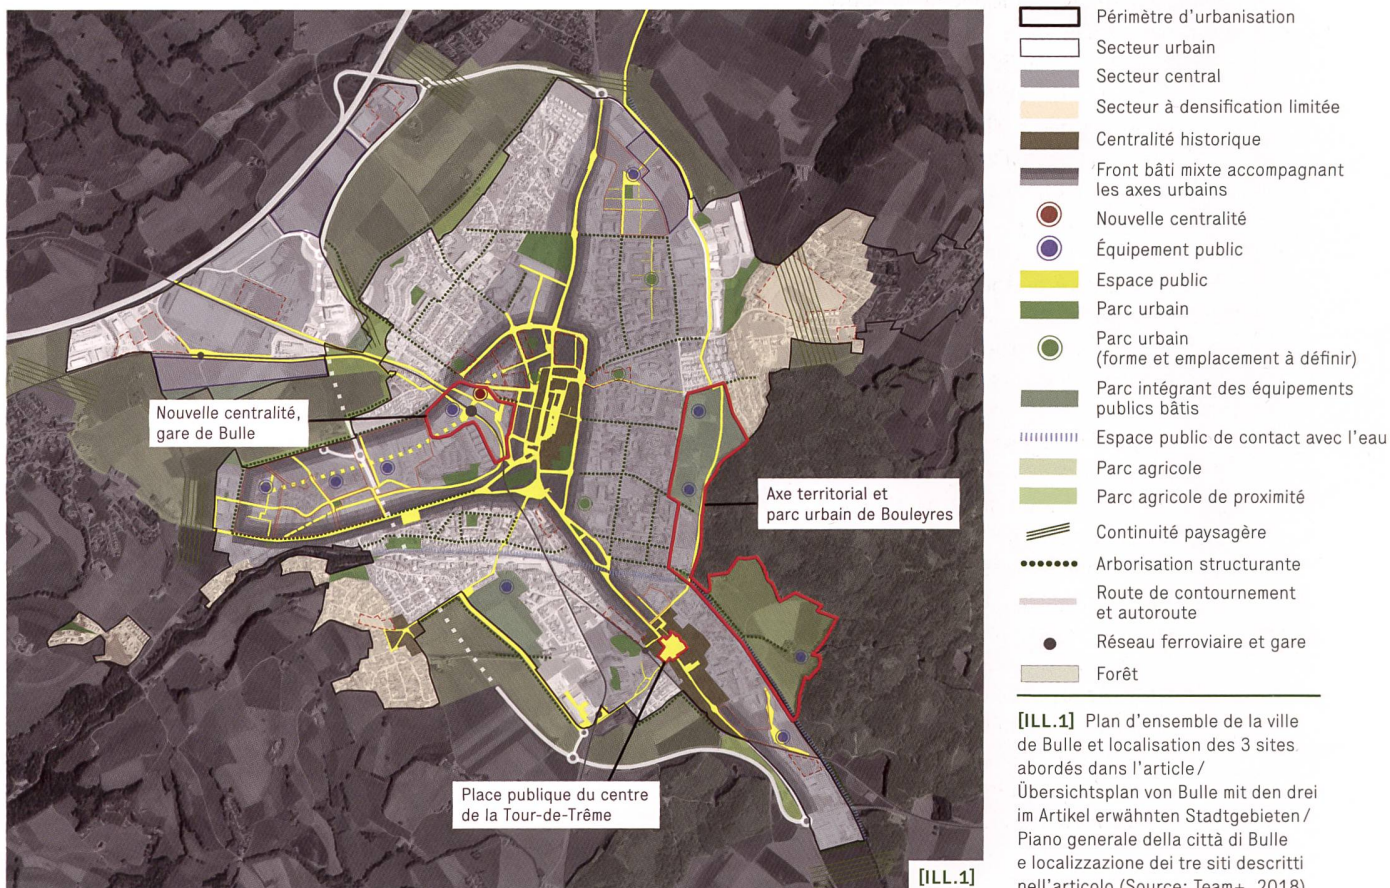 Nouvelle centralité,
gare de Bulle
Axe territorial et
parc urbain de Bouleyres
Place publique du centre
de la Tour-de-Trême
[ILL.1]
Périmètre d'urbanisation
Secteur urbain
Secteur central
Secteur à densification limitée
Centralité historique
Front bâti mixte accompagnant
les axes urbains
Nouvelle centralité
Équipement public
Espace public
Parc urbain
Parc urbain
(forme et emplacement à définir)
Parc intégrant des équipements
publics bâtis
Espace public de contact avec l'eau
Parc agricole
Parc agricole de proximité
Continuité paysagère
Arborisation structurante
Route de contournement
et autoroute
Réseau ferroviaire et gare
Forêt
[ILL.1] Plan d'ensemble de la ville
de Bulle et localisation des 3 sites
abordés dans l'article /
Übersichtsplan von Bulle mit den drei
im Artikel erwähnten Stadtgebieten /
Piano generale della città di Bulle
e localizzazione dei tre siti descritti
nell'articolo (Source: Team+, 2018)